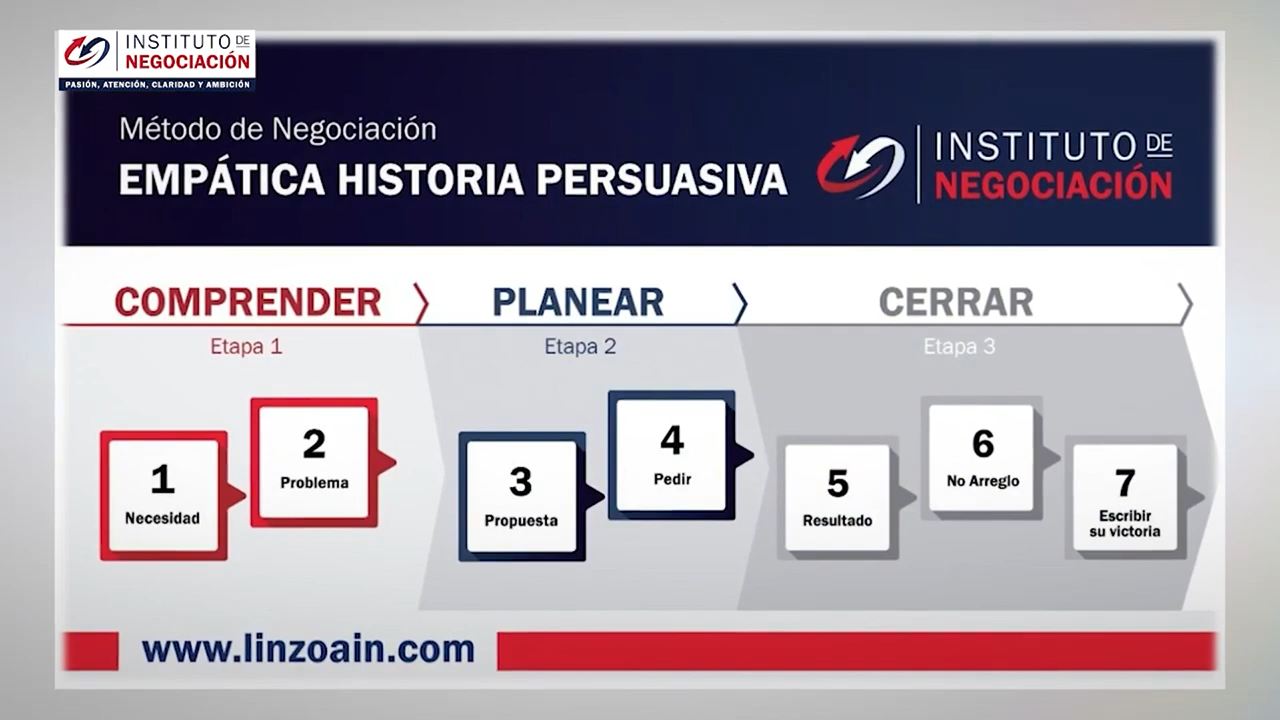 INSTITUTO DE
NEGOCIACIÓN
PASIÓN, ATENCIÓN, CLARIDAD Y AMBICIÓN
Método de Negociación
EMPÁTICA HISTORIA PERSUASIVA
INSTITUTO DE
NEGOCIACIÓN
COMPRENDER
PLANEAR
CERRAR
Etapa 1
Etapa 2
Etapa 3
1
Necesidad
2
Problema
3
Propuesta
4
Pedir
5
Resultado
6
No Arreglo
7
Escribir
su victoria
www.linzoain.com